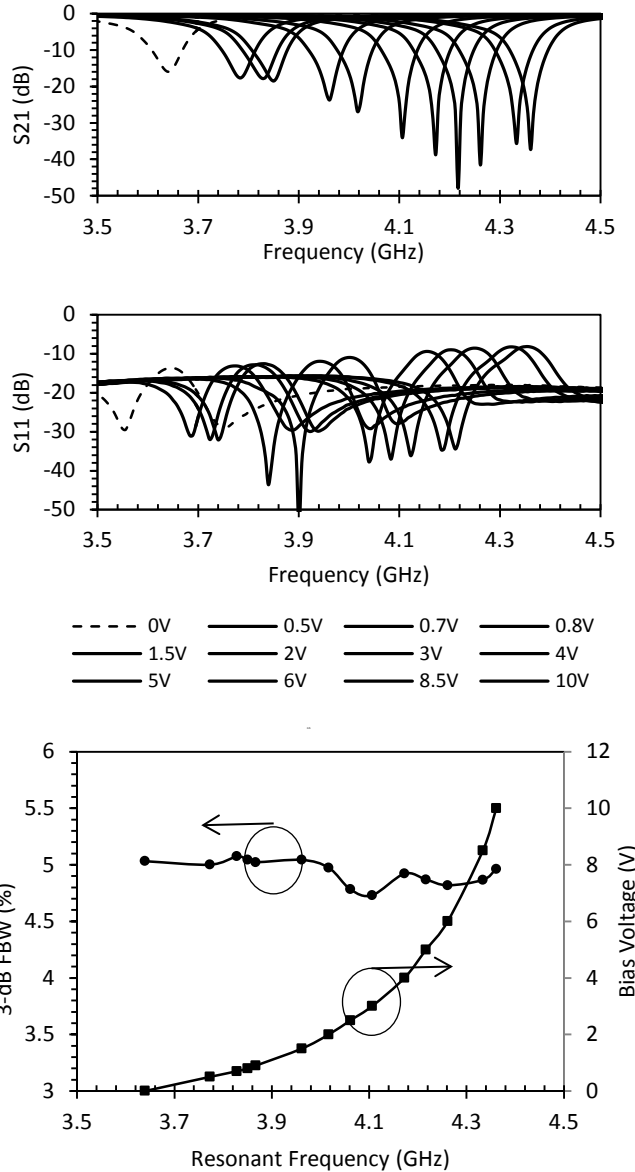 0
-10
-20
-30
-40
-50
S21 (dB)
3.5 3.7 3.9 4.1 4.3 4.5
Frequency (GHz)
0
-10
-20
-30
-40
-50
S11 (dB)
3.5 3.7 3.9 4.1 4.3 4.5
Frequency (GHz)
0V 0.5V 0.7V 0.8V
1.5V 2V 3V 4V
5V 6V 8.5V 10V
6
5.5
5
4.5
4
3.5
3
3-dB FBW (%)
12
10
8
6
4
2
0
Bias Voltage (V)
3.5 3.7 3.9 4.1 4.3 4.5
Resonant Frequency (GHz)